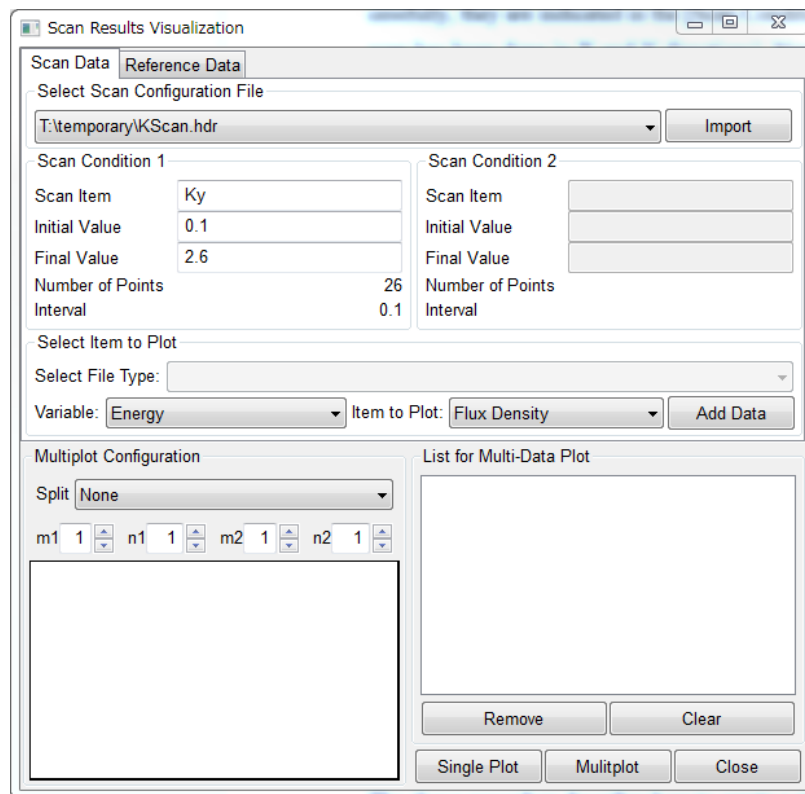 Scan Results Visualization
Scan Data Reference Data
Select Scan Configuration File
T:\temporary\KScan.hdr Import
Scan Condition 1
Scan Item Ky
Initial Value 0.1
Final Value 2.6
Number of Points 26
Interval 0.1
Scan Condition 2
Scan Item
Initial Value
Final Value
Number of Points
Interval
Select Item to Plot
Select File Type:
Variable: Energy Item to Plot: Flux Density Add Data
Multiplot Configuration
Split None
m1 1 n1 1 m2 1 n2 1
List for Multi-Data Plot
Remove Clear
Single Plot Mulitplot Close